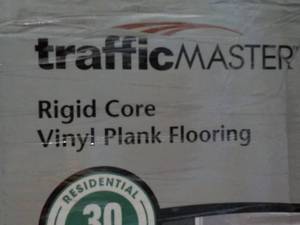 trafficMASTER
Rigid Core
Vinyl Plank Flooring
RESIDENTIAL
30